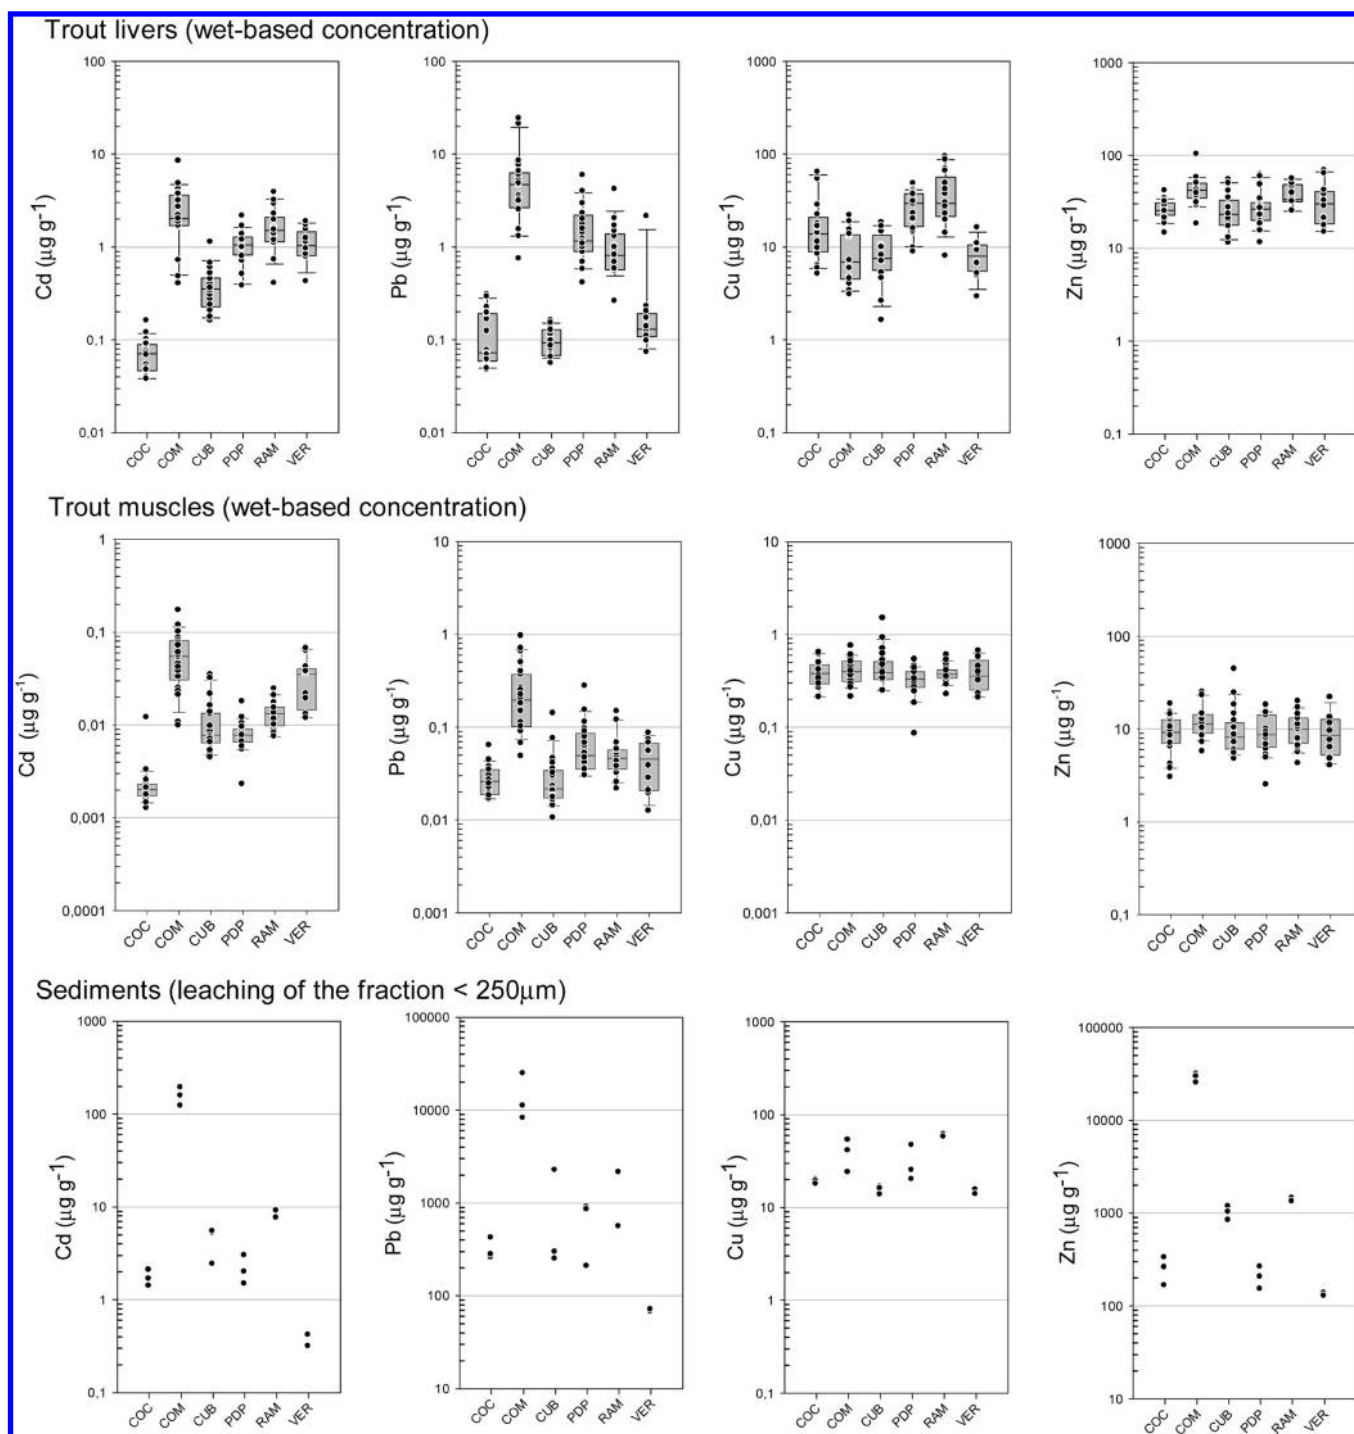 Trout livers (wet-based concentration)
Cd (µg g⁻¹)
100
10
1
0,1
0,01
COC COM CUB PDP RAM VER
Pb (µg g⁻¹)
100
10
1
0,1
0,01
COC COM CUB PDP RAM VER
Cu (µg g⁻¹)
1000
100
10
1
0,1
COC COM CUB PDP RAM VER
Zn (µg g⁻¹)
1000
100
10
1
0,1
COC COM CUB PDP RAM VER
Trout muscles (wet-based concentration)
Cd (µg g⁻¹)
1
0,1
0,01
0,001
0,0001
COC COM CUB PDP RAM VER
Pb (µg g⁻¹)
10
1
0,1
0,01
0,001
COC COM CUB PDP RAM VER
Cu (µg g⁻¹)
10
1
0,1
0,01
0,001
COC COM CUB PDP RAM VER
Zn (µg g⁻¹)
1000
100
10
1
0,1
COC COM CUB PDP RAM VER
Sediments (leaching of the fraction < 250µm)
Cd (µg g⁻¹)
1000
100
10
1
0,1
COC COM CUB PDP RAM VER
Pb (µg g⁻¹)
100000
10000
1000
100
10
COC COM CUB PDP RAM VER
Cu (µg g⁻¹)
1000
100
10
1
0,1
COC COM CUB PDP RAM VER
Zn (µg g⁻¹)
100000
10000
1000
100
10
COC COM CUB PDP RAM VER